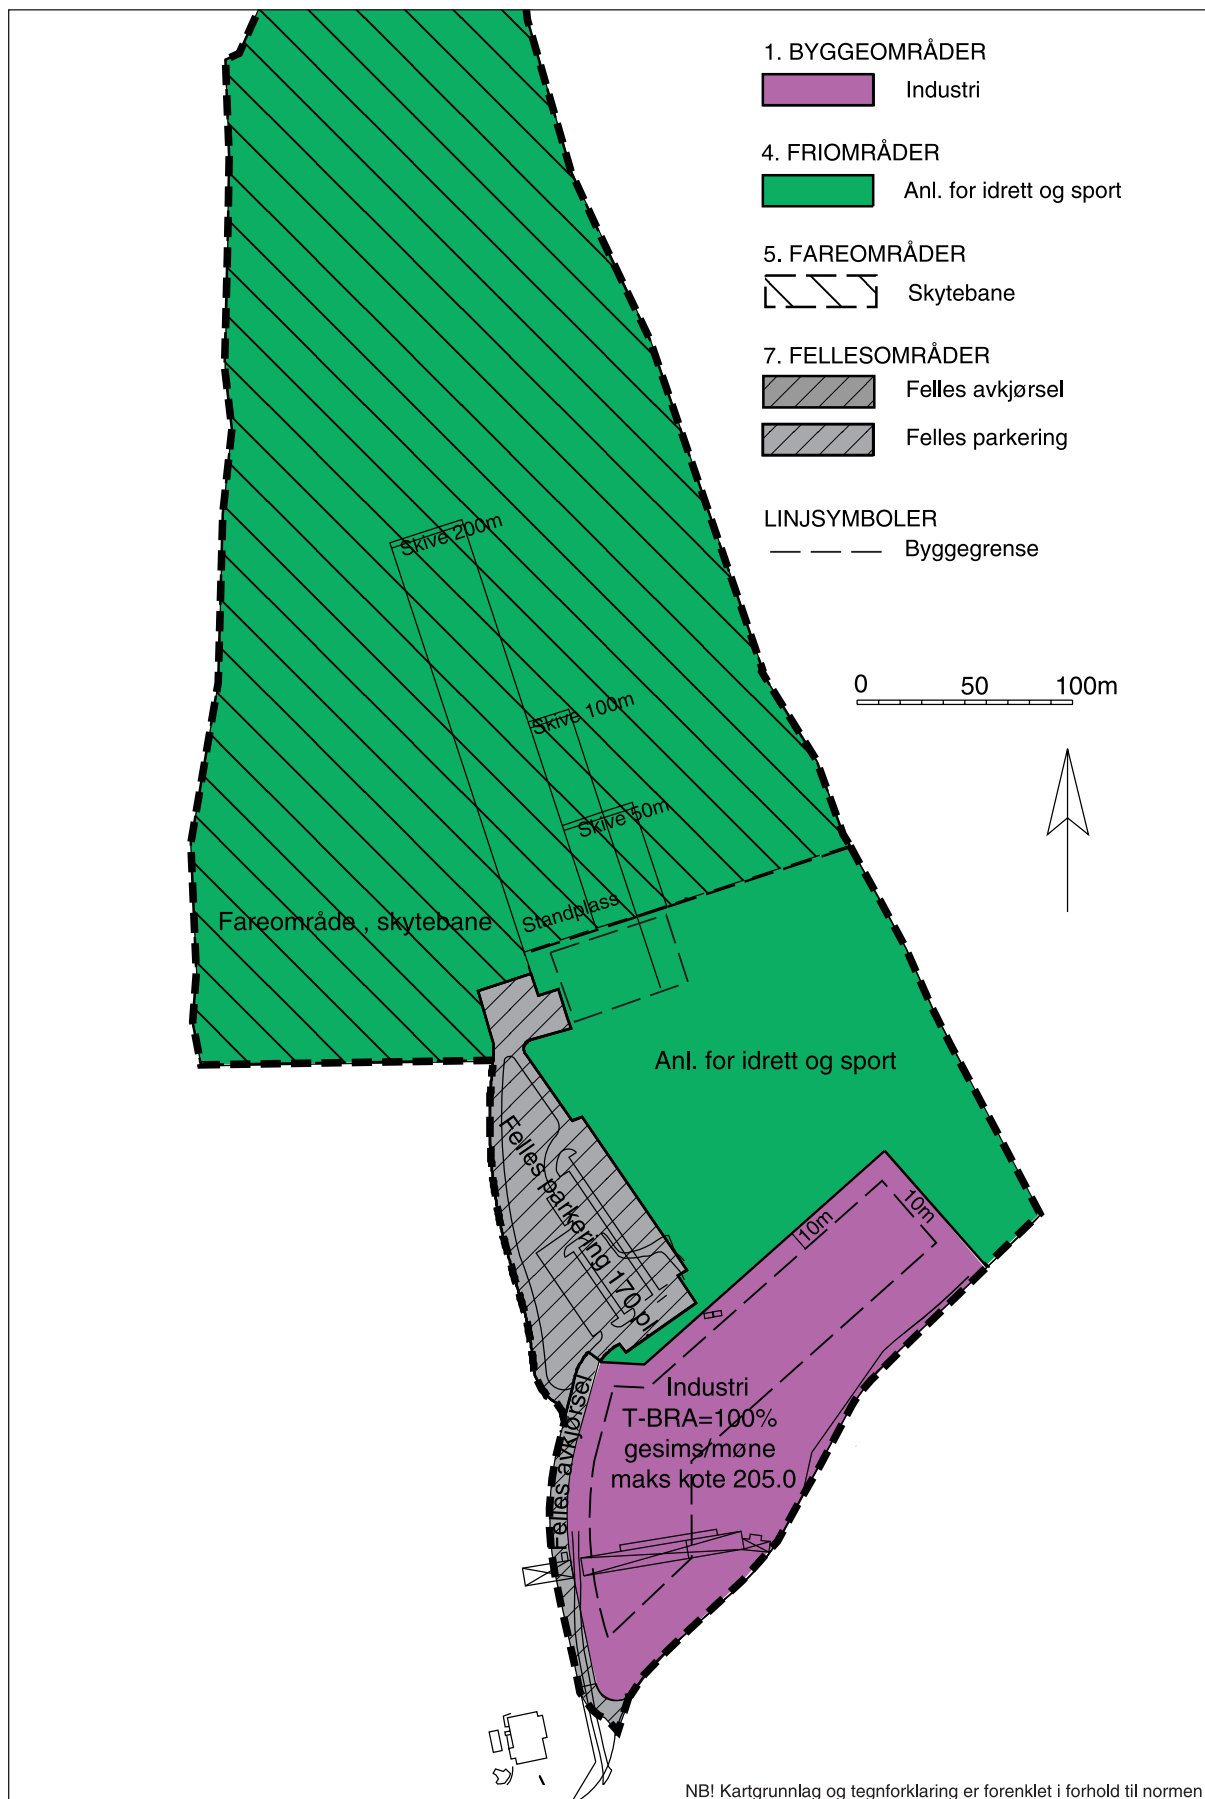 1. BYGGEOMRÅDER
Industri
4. FRIOMRÅDER
Anl. for idrett og sport
5. FAREOMRÅDER
Skytebane
7. FELLESOMRÅDER
Felles avkjørsel
Felles parkering
LINJSYMBOLER
Byggegrense
0 50 100m
Skive 200m
Skive 100m
Skive 50m
Standplass
Fareområde , skytebane
Anl. for idrett og sport
Felles parkering 170 pl
10m
10m
Industri
T-BRA=100%
gesims/møne
maks kote 205.0
Felles avkjørsel
NB! Kartgrunnlag og tegnforklaring er forenklet i forhold til normen